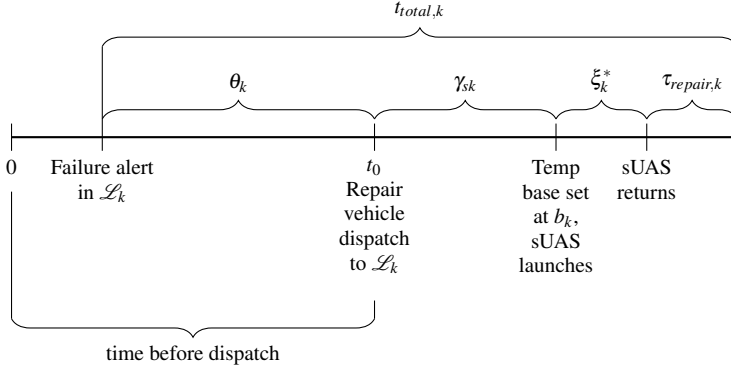 t_{total,k}
θ_k
γ_{sk}
ξ_k^*
τ_{repair,k}
0
Failure alert
in ℒ_k
t_0
Repair
vehicle
dispatch
to ℒ_k
Temp
base set
at b_k,
sUAS
launches
sUAS
returns
time before dispatch